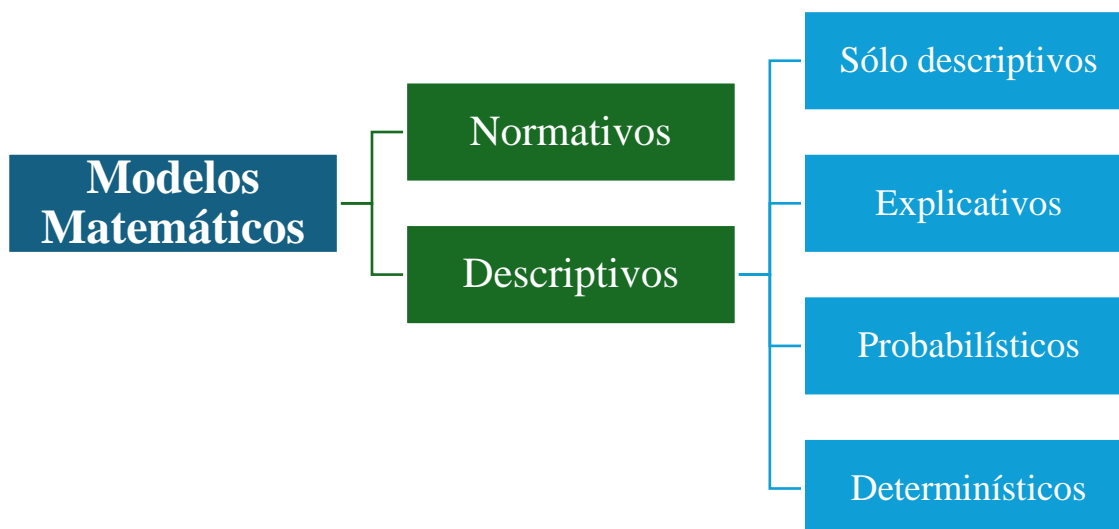 Modelos
Matemáticos
Normativos
Descriptivos
Sólo descriptivos
Explicativos
Probabilísticos
Determinísticos